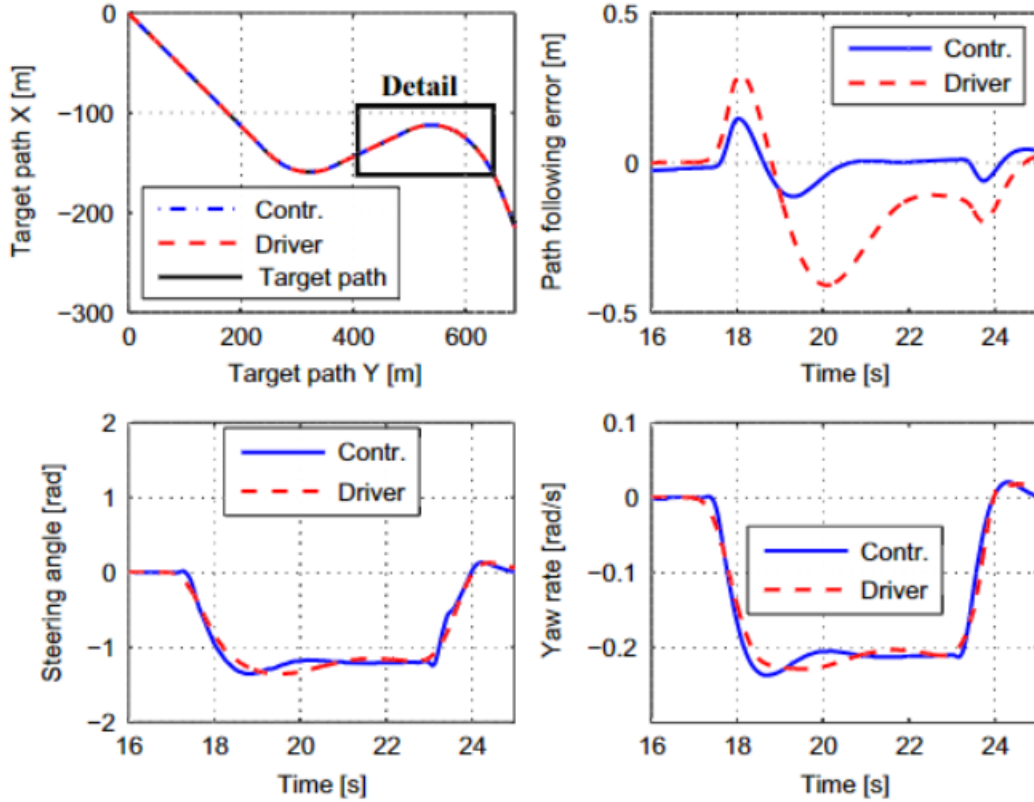 0
−100
−200
−300
Target path X [m]
Detail
Contr.
Driver
Target path
0
200
400
600
Target path Y [m]
0.5
0
−0.5
Path following error [m]
Contr.
Driver
16
18
20
22
24
Time [s]
2
1
0
−1
−2
Steering angle [rad]
Contr.
Driver
16
18
20
22
24
Time [s]
0.1
0
−0.1
−0.2
Yaw rate [rad/s]
Contr.
Driver
16
18
20
22
24
Time [s]